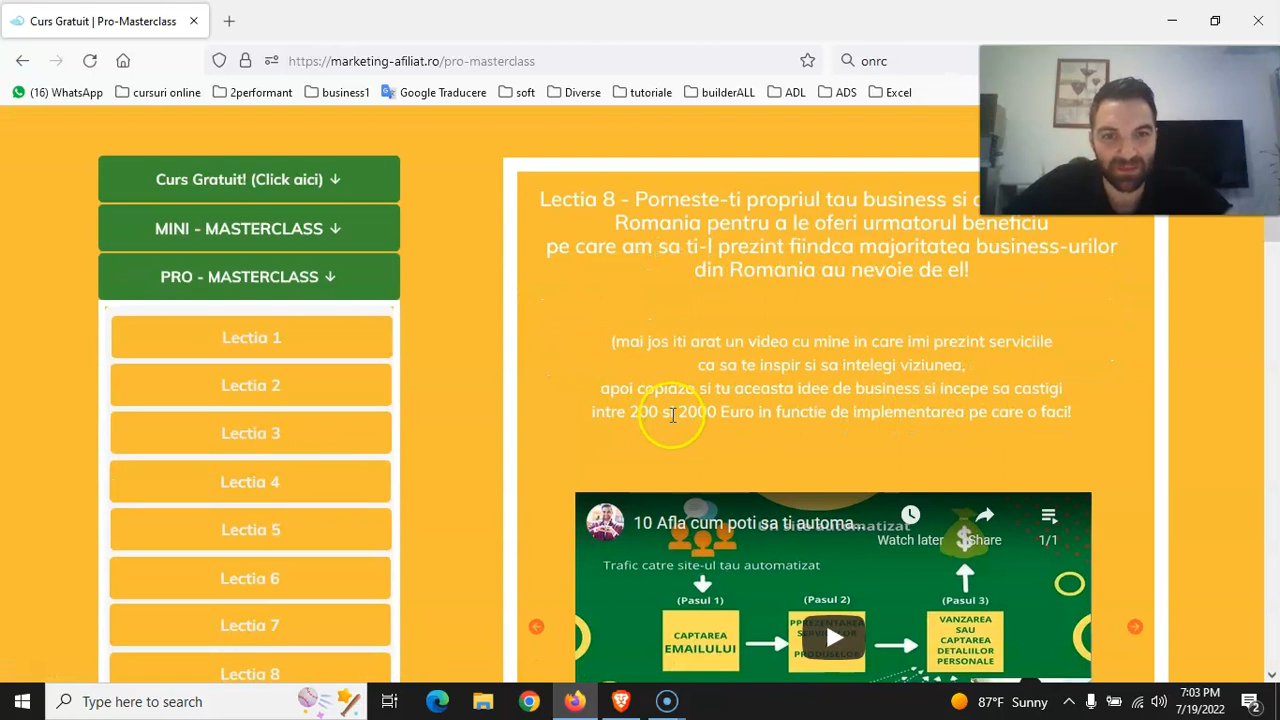 Curs Gratuit | Pro-Masterclass
https://marketing-afiliat.ro/pro-masterclass
onrc
(16) WhatsApp
cursuri online
2performant
business1
Google Traducere
soft
Diverse
tutoriale
builderALL
ADL
ADS
Excel
Curs Gratuit! (Click aici) ↓
MINI - MASTERCLASS ↓
PRO - MASTERCLASS ↓
Lectia 1
Lectia 2
Lectia 3
Lectia 4
Lectia 5
Lectia 6
Lectia 7
Lectia 8
Lectia 8 - Porneste-ti propriul tau business si
Romania pentru a le oferi urmatorul beneficiu
pe care am sa ti-l prezint fiindca majoritatea business-urilor
din Romania au nevoie de el!
(mai jos iti arat un video cu mine in care imi prezint serviciile
ca sa te inspir si sa intelegi viziunea,
apoi copiaza si tu aceasta idee de business si incepe sa castigi
intre 200 si 2000 Euro in functie de implementarea pe care o faci!
10 Afla cum poti sa ti automa...
Un site automatizat
Watch later
Share
1/1
Trafic catre site-ul tau automatizat
(Pasul 1)
(Pasul 2)
(Pasul 3)
CAPTAREA
EMAILULUI
VANZAREA
SAU
CAPTAREA
DETALIILOR
PERSONALE
Type here to search
87°F Sunny
7:03 PM
7/19/2022
2